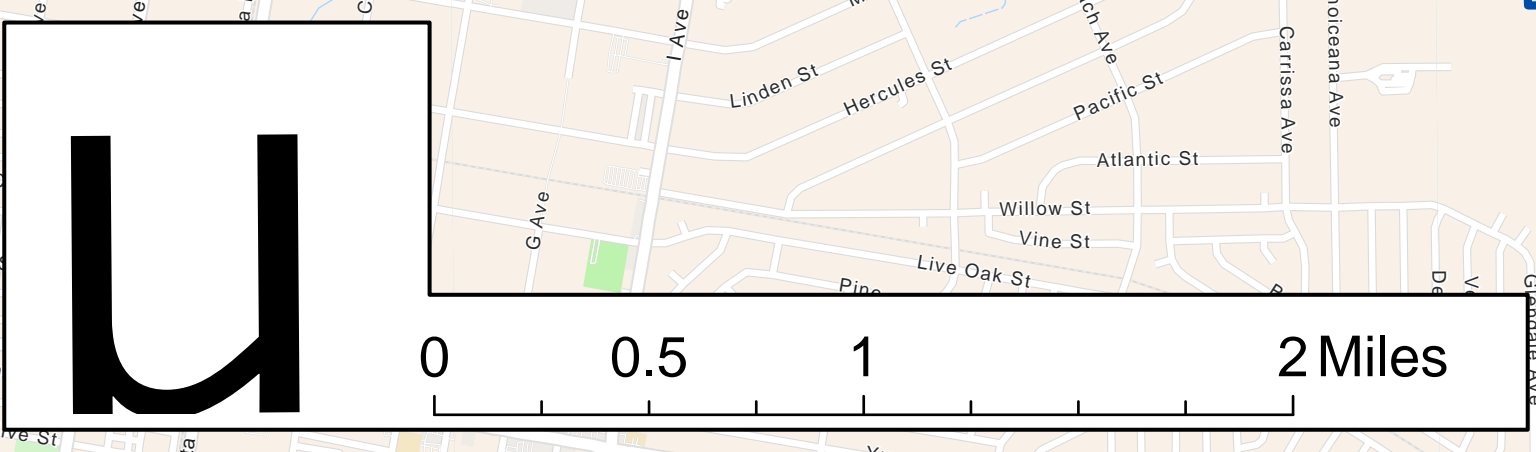 I Ave
Linden St
Hercules St
Pacific St
Carrissa Ave
Atlantic St
G Ave
Willow St
Vine St
Live Oak St
µ
0 0.5 1 2 Miles